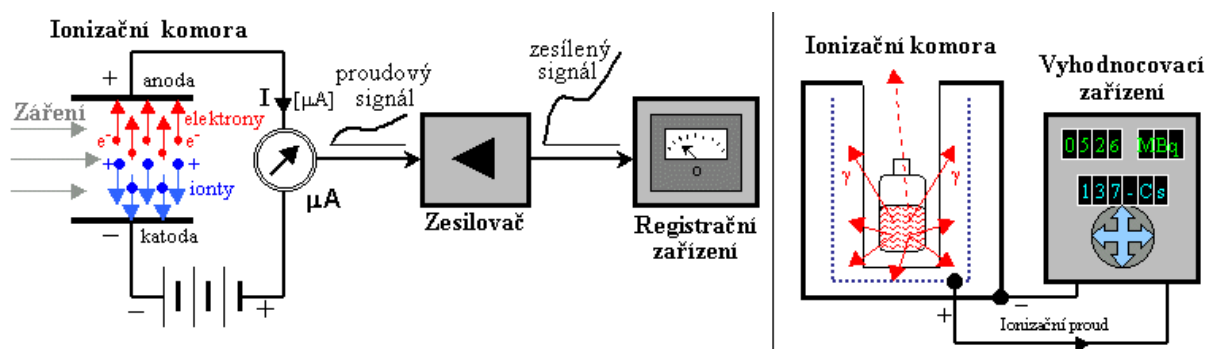 Ionizační komora
+
anoda
Záření
elektrony
e-
e-
+
+
ionty
−
katoda
−
+
I
[µA]
µA
proudový
signál
zesílený
signál
Zesilovač
0
Registrační
zařízení
Ionizační komora
γ
γ
+
−
Ionizační proud
Vyhodnocovací
zařízení
0526 MBq
137-Cs